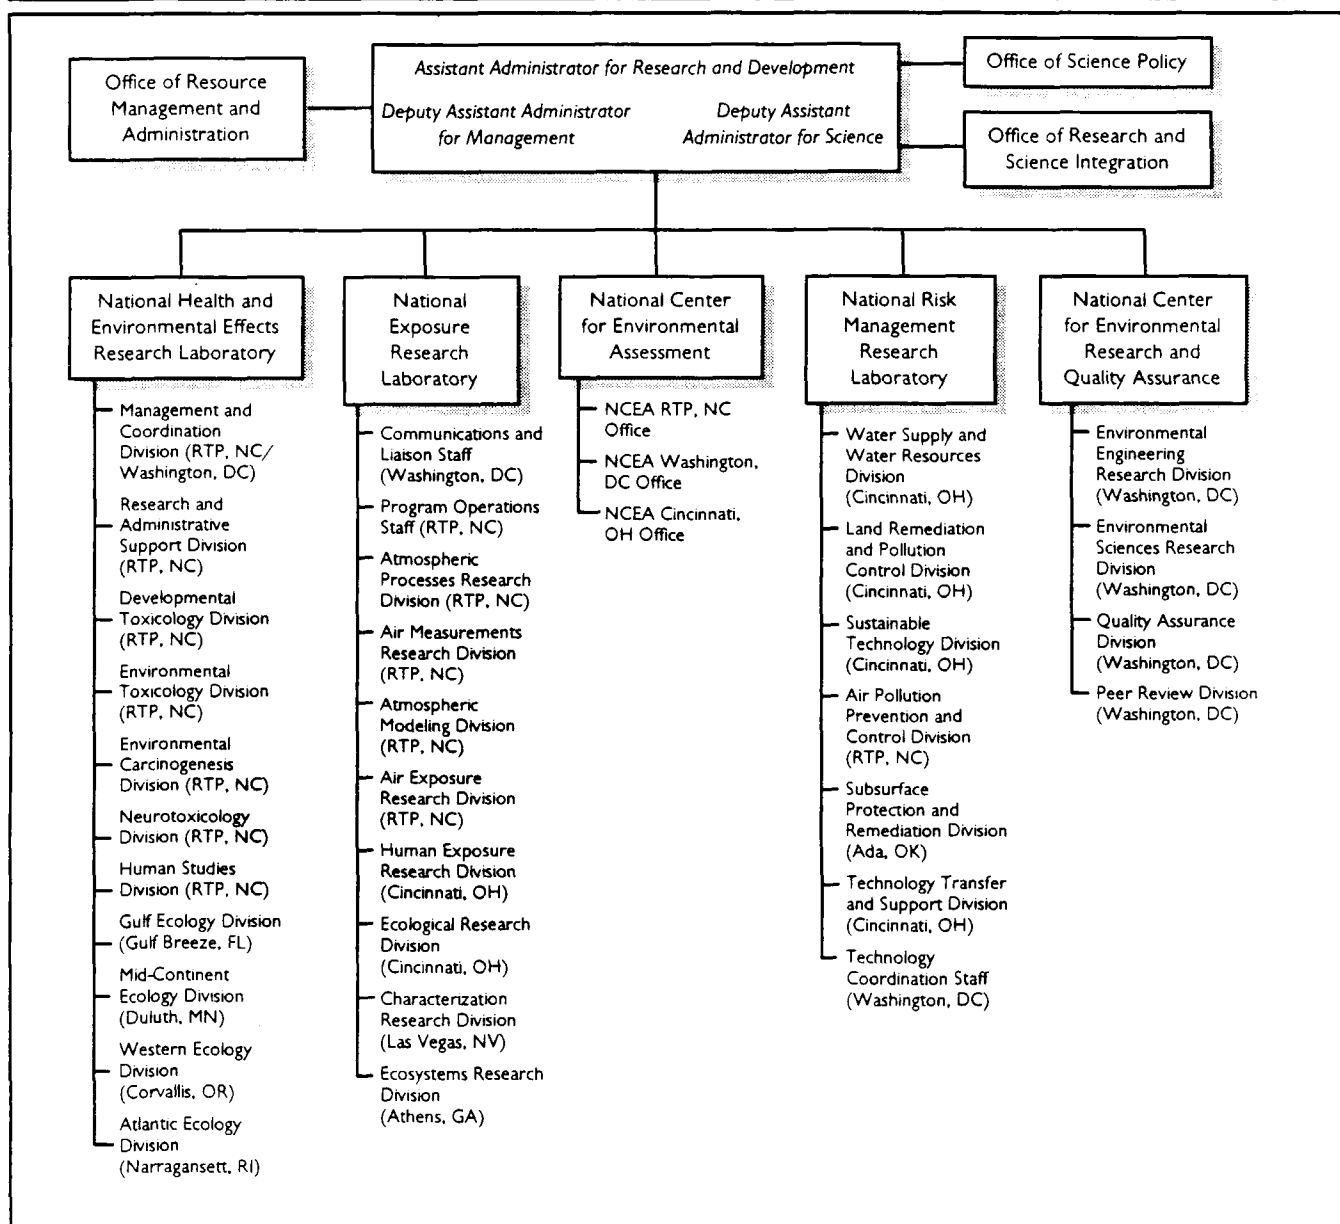 Office of Resource
Management and
Administration
Assistant Administrator for Research and Development
Deputy Assistant Administrator
for Management
Deputy Assistant
Administrator for Science
Office of Science Policy
Office of Research and
Science Integration
National Health and
Environmental Effects
Research Laboratory
Management and
Coordination
Division (RTP, NC/
Washington, DC)
Research and
Administrative
Support Division
(RTP, NC)
Developmental
Toxicology Division
(RTP, NC)
Environmental
Toxicology Division
(RTP, NC)
Environmental
Carcinogenesis
Division (RTP, NC)
Neurotoxicology
Division (RTP, NC)
Human Studies
Division (RTP, NC)
Gulf Ecology Division
(Gulf Breeze, FL)
Mid-Continent
Ecology Division
(Duluth, MN)
Western Ecology
Division
(Corvallis, OR)
Atlantic Ecology
Division
(Narragansett, RI)
National
Exposure
Research
Laboratory
Communications and
Liaison Staff
(Washington, DC)
Program Operations
Staff (RTP, NC)
Atmospheric
Processes Research
Division (RTP, NC)
Air Measurements
Research Division
(RTP, NC)
Atmospheric
Modeling Division
(RTP, NC)
Air Exposure
Research Division
(RTP, NC)
Human Exposure
Research Division
(Cincinnati, OH)
Ecological Research
Division
(Cincinnati, OH)
Characterization
Research Division
(Las Vegas, NV)
Ecosystems Research
Division
(Athens, GA)
National Center
for Environmental
Assessment
NCEA RTP, NC
Office
NCEA Washington,
DC Office
NCEA Cincinnati,
OH Office
National Risk
Management
Research
Laboratory
Water Supply and
Water Resources
Division
(Cincinnati, OH)
Land Remediation
and Pollution
Control Division
(Cincinnati, OH)
Sustainable
Technology Division
(Cincinnati, OH)
Air Pollution
Prevention and
Control Division
(RTP, NC)
Subsurface
Protection and
Remediation Division
(Ada, OK)
Technology Transfer
and Support Division
(Cincinnati, OH)
Technology
Coordination Staff
(Washington, DC)
National Center
for Environmental
Research and
Quality Assurance
Environmental
Engineering
Research Division
(Washington, DC)
Environmental
Sciences Research
Division
(Washington, DC)
Quality Assurance
Division
(Washington, DC)
Peer Review Division
(Washington, DC)